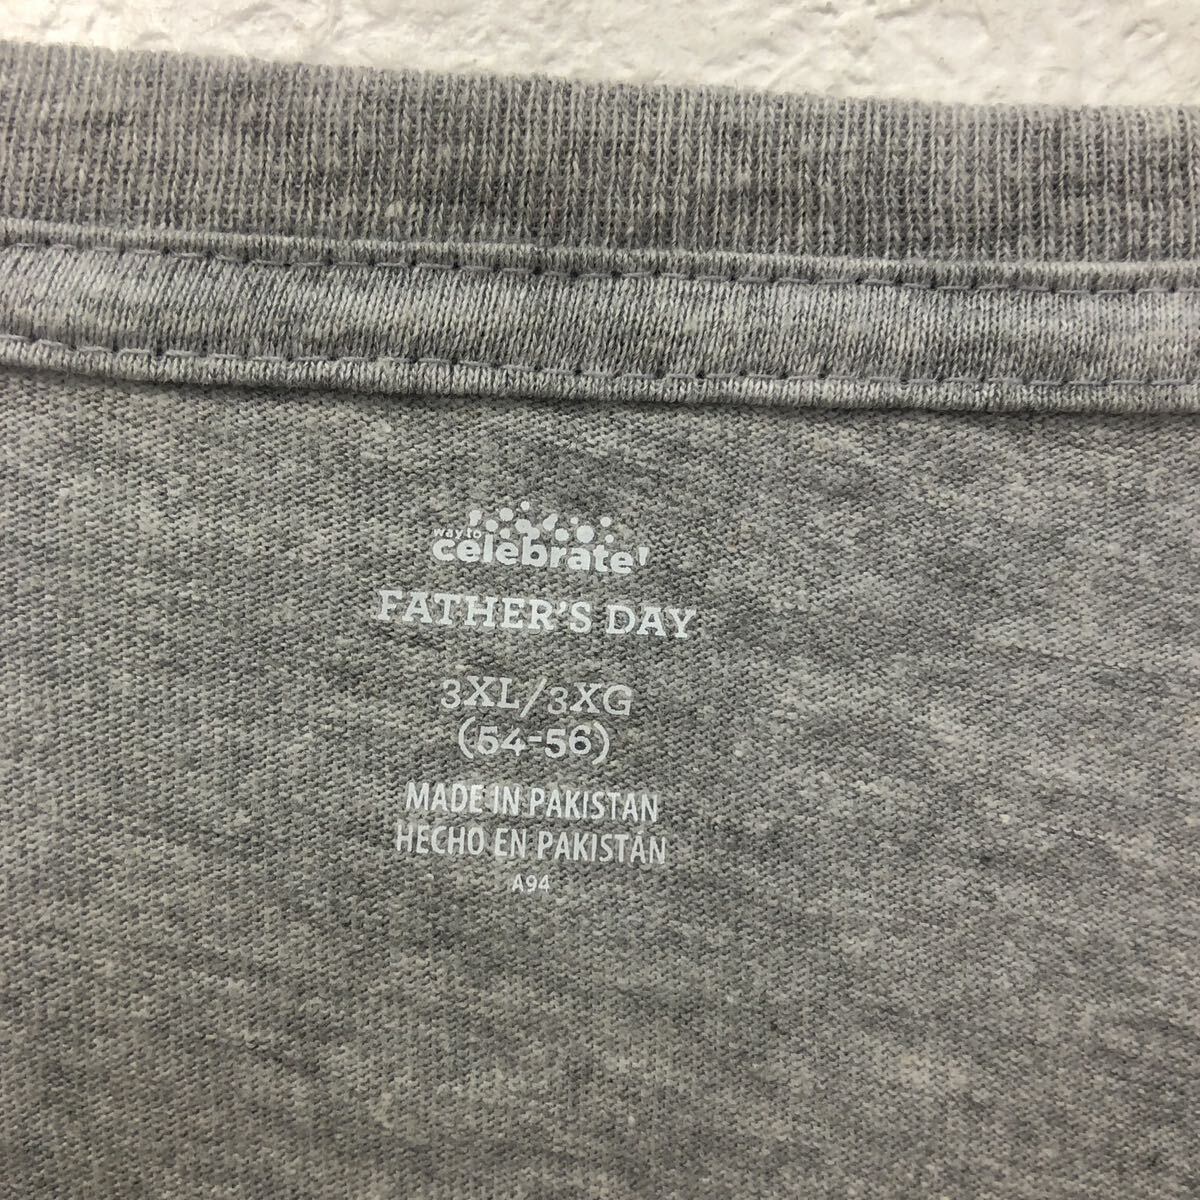 way to
celebrate!
FATHER'S DAY
3XL/3XG
(54-56)
MADE IN PAKISTAN
HECHO EN PAKISTÁN
A94